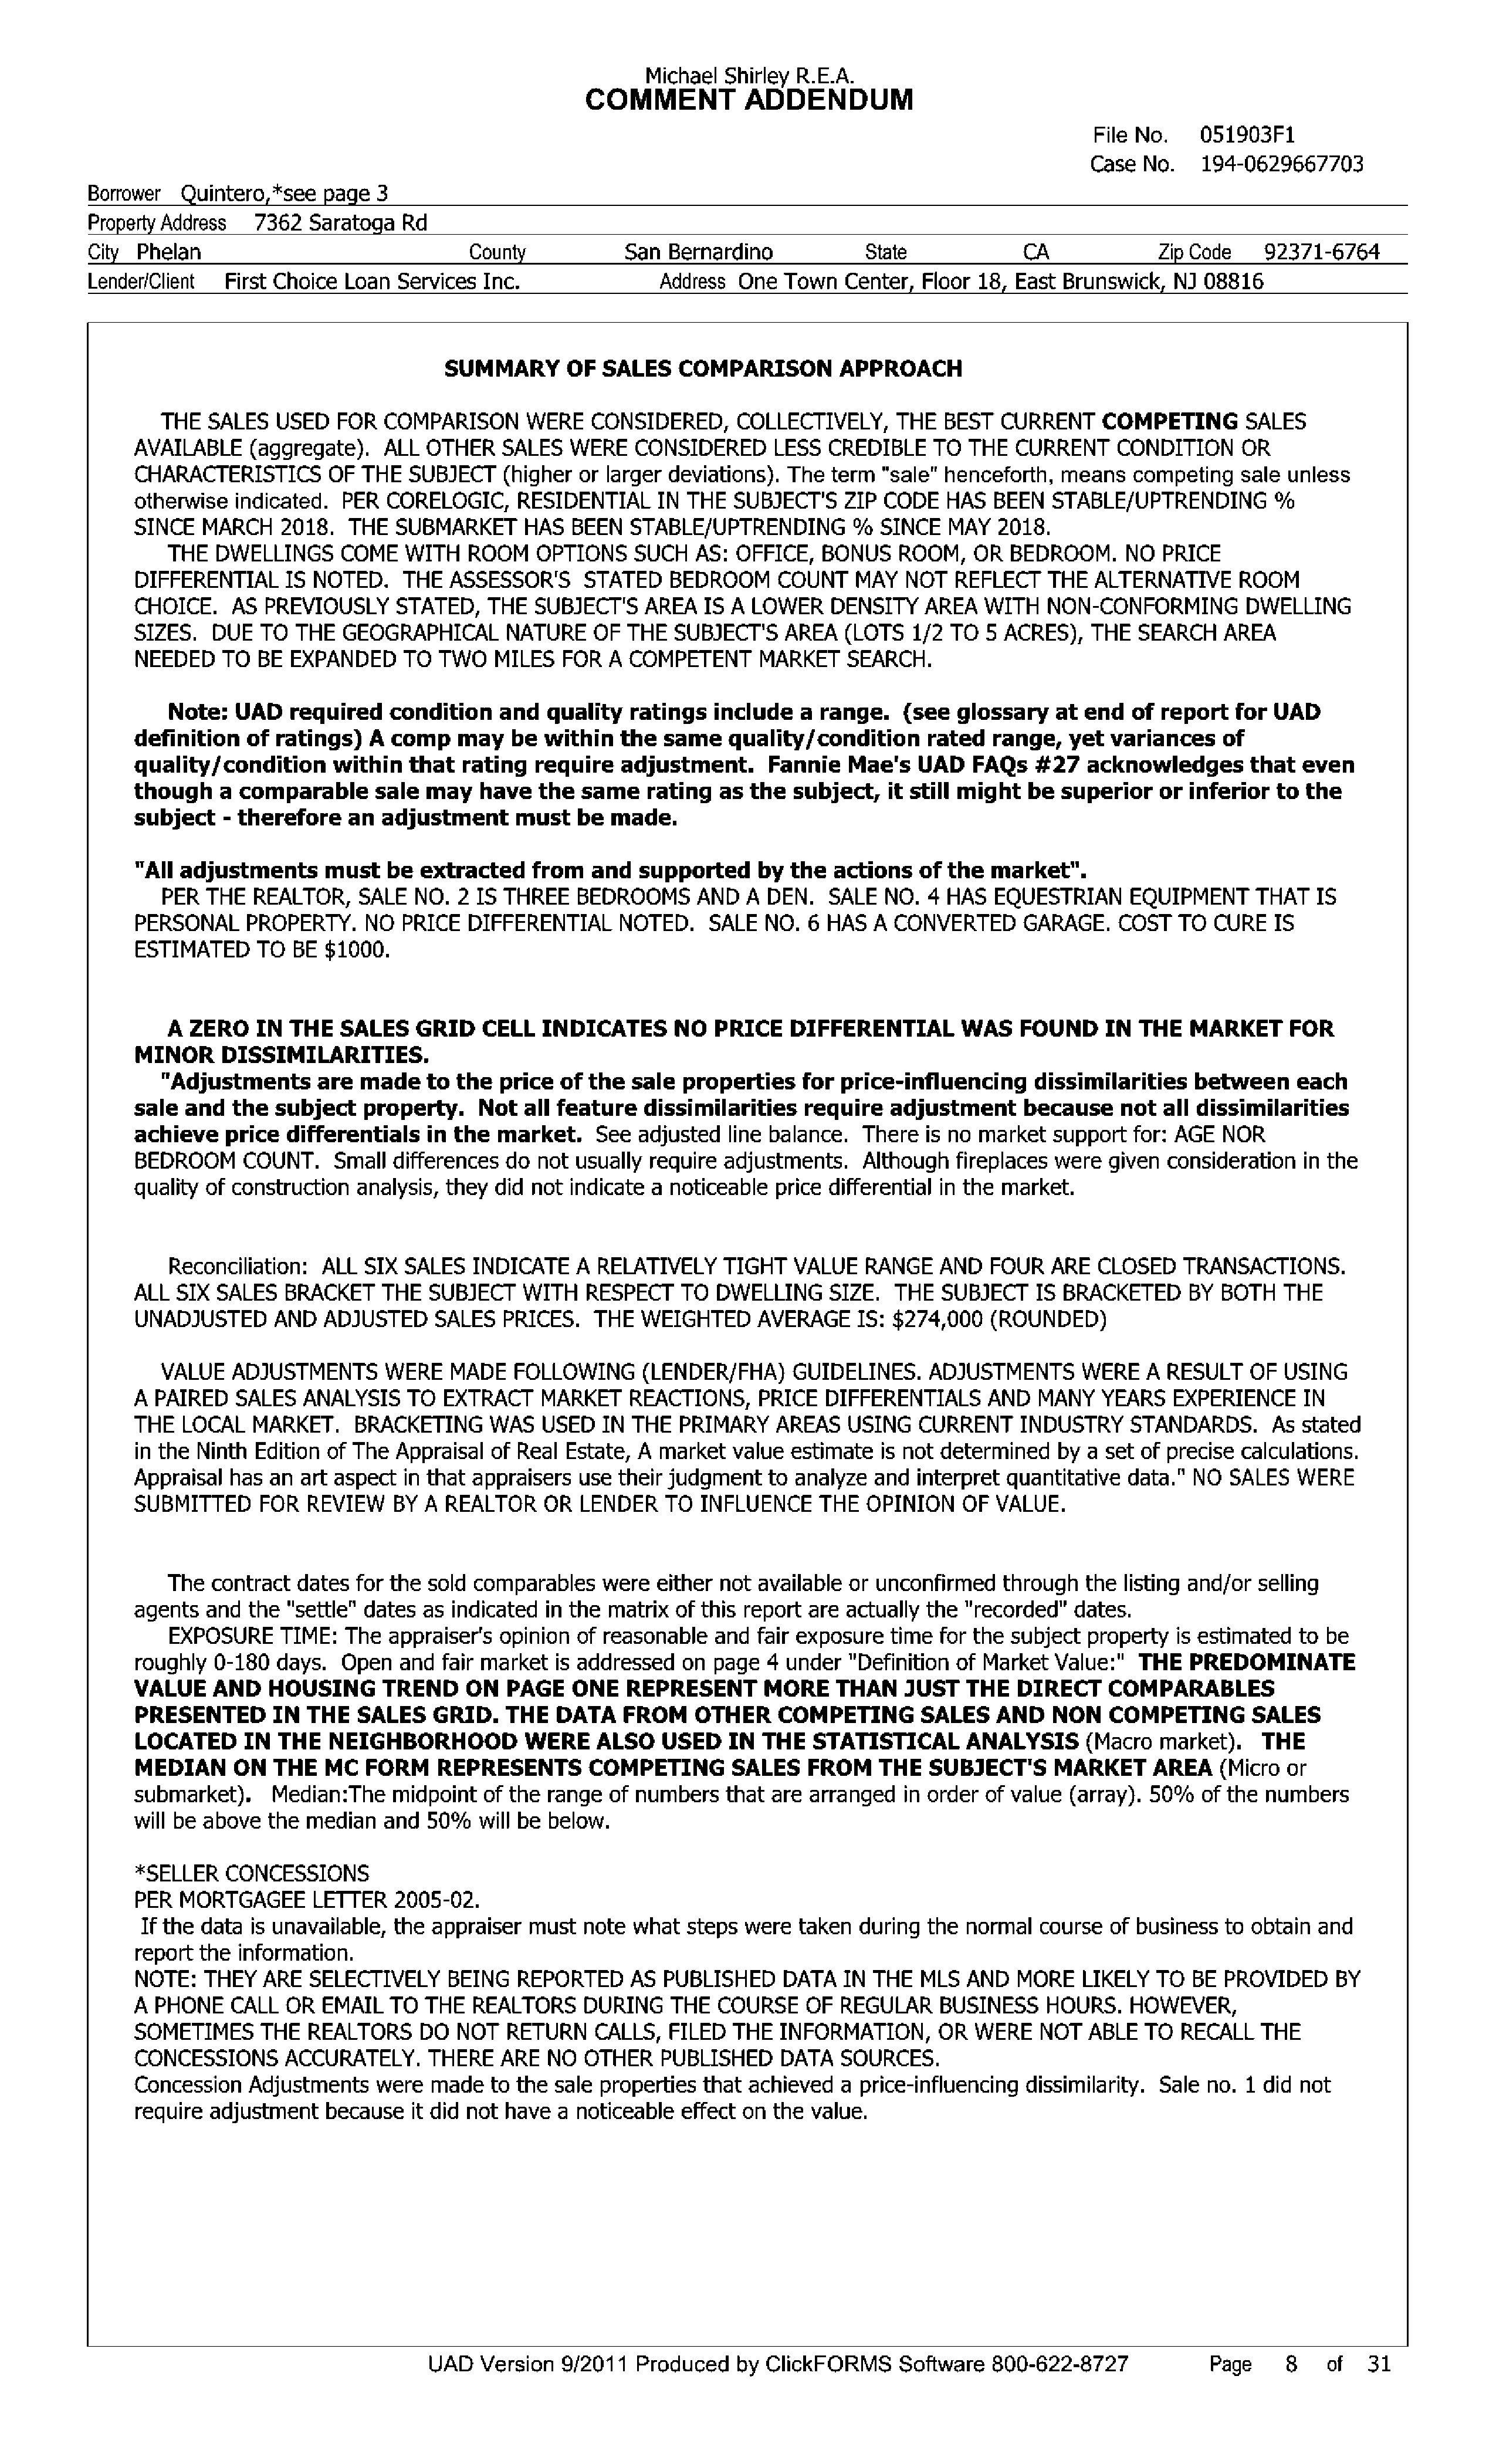 Michael Shirley R.E.A.
COMMENT ADDENDUM
File No. 051903F1
Case No. 194-0629667703
Borrower Quintero,*see page 3
Property Address 7362 Saratoga Rd
City Phelan County San Bernardino State CA Zip Code 92371-6764
Lender/Client First Choice Loan Services Inc. Address One Town Center, Floor 18, East Brunswick, NJ 08816
SUMMARY OF SALES COMPARISON APPROACH
THE SALES USED FOR COMPARISON WERE CONSIDERED, COLLECTIVELY, THE BEST CURRENT COMPETING SALES
AVAILABLE (aggregate). ALL OTHER SALES WERE CONSIDERED LESS CREDIBLE TO THE CURRENT CONDITION OR
CHARACTERISTICS OF THE SUBJECT (higher or larger deviations). The term "sale" henceforth, means competing sale unless
otherwise indicated. PER CORELOGIC, RESIDENTIAL IN THE SUBJECT'S ZIP CODE HAS BEEN STABLE/UPTRENDING %
SINCE MARCH 2018. THE SUBMARKET HAS BEEN STABLE/UPTRENDING % SINCE MAY 2018.
THE DWELLINGS COME WITH ROOM OPTIONS SUCH AS: OFFICE, BONUS ROOM, OR BEDROOM. NO PRICE
DIFFERENTIAL IS NOTED. THE ASSESSOR'S STATED BEDROOM COUNT MAY NOT REFLECT THE ALTERNATIVE ROOM
CHOICE. AS PREVIOUSLY STATED, THE SUBJECT'S AREA IS A LOWER DENSITY AREA WITH NON-CONFORMING DWELLING
SIZES. DUE TO THE GEOGRAPHICAL NATURE OF THE SUBJECT'S AREA (LOTS 1/2 TO 5 ACRES), THE SEARCH AREA
NEEDED TO BE EXPANDED TO TWO MILES FOR A COMPETENT MARKET SEARCH.
Note: UAD required condition and quality ratings include a range. (see glossary at end of report for UAD
definition of ratings) A comp may be within the same quality/condition rated range, yet variances of
quality/condition within that rating require adjustment. Fannie Mae's UAD FAQs #27 acknowledges that even
though a comparable sale may have the same rating as the subject, it still might be superior or inferior to the
subject - therefore an adjustment must be made.
"All adjustments must be extracted from and supported by the actions of the market".
PER THE REALTOR, SALE NO. 2 IS THREE BEDROOMS AND A DEN. SALE NO. 4 HAS EQUESTRIAN EQUIPMENT THAT IS
PERSONAL PROPERTY. NO PRICE DIFFERENTIAL NOTED. SALE NO. 6 HAS A CONVERTED GARAGE. COST TO CURE IS
ESTIMATED TO BE $1000.
A ZERO IN THE SALES GRID CELL INDICATES NO PRICE DIFFERENTIAL WAS FOUND IN THE MARKET FOR
MINOR DISSIMILARITIES.
"Adjustments are made to the price of the sale properties for price-influencing dissimilarities between each
sale and the subject property. Not all feature dissimilarities require adjustment because not all dissimilarities
achieve price differentials in the market. See adjusted line balance. There is no market support for: AGE NOR
BEDROOM COUNT. Small differences do not usually require adjustments. Although fireplaces were given consideration in the
quality of construction analysis, they did not indicate a noticeable price differential in the market.
Reconciliation: ALL SIX SALES INDICATE A RELATIVELY TIGHT VALUE RANGE AND FOUR ARE CLOSED TRANSACTIONS.
ALL SIX SALES BRACKET THE SUBJECT WITH RESPECT TO DWELLING SIZE. THE SUBJECT IS BRACKETED BY BOTH THE
UNADJUSTED AND ADJUSTED SALES PRICES. THE WEIGHTED AVERAGE IS: $274,000 (ROUNDED)
VALUE ADJUSTMENTS WERE MADE FOLLOWING (LENDER/FHA) GUIDELINES. ADJUSTMENTS WERE A RESULT OF USING
A PAIRED SALES ANALYSIS TO EXTRACT MARKET REACTIONS, PRICE DIFFERENTIALS AND MANY YEARS EXPERIENCE IN
THE LOCAL MARKET. BRACKETING WAS USED IN THE PRIMARY AREAS USING CURRENT INDUSTRY STANDARDS. As stated
in the Ninth Edition of The Appraisal of Real Estate, A market value estimate is not determined by a set of precise calculations.
Appraisal has an art aspect in that appraisers use their judgment to analyze and interpret quantitative data." NO SALES WERE
SUBMITTED FOR REVIEW BY A REALTOR OR LENDER TO INFLUENCE THE OPINION OF VALUE.
The contract dates for the sold comparables were either not available or unconfirmed through the listing and/or selling
agents and the "settle" dates as indicated in the matrix of this report are actually the "recorded" dates.
EXPOSURE TIME: The appraiser's opinion of reasonable and fair exposure time for the subject property is estimated to be
roughly 0-180 days. Open and fair market is addressed on page 4 under "Definition of Market Value:" THE PREDOMINATE
VALUE AND HOUSING TREND ON PAGE ONE REPRESENT MORE THAN JUST THE DIRECT COMPARABLES
PRESENTED IN THE SALES GRID. THE DATA FROM OTHER COMPETING SALES AND NON COMPETING SALES
LOCATED IN THE NEIGHBORHOOD WERE ALSO USED IN THE STATISTICAL ANALYSIS (Macro market). THE
MEDIAN ON THE MC FORM REPRESENTS COMPETING SALES FROM THE SUBJECT'S MARKET AREA (Micro or
submarket). Median:The midpoint of the range of numbers that are arranged in order of value (array). 50% of the numbers
will be above the median and 50% will be below.
*SELLER CONCESSIONS
PER MORTGAGEE LETTER 2005-02.
If the data is unavailable, the appraiser must note what steps were taken during the normal course of business to obtain and
report the information.
NOTE: THEY ARE SELECTIVELY BEING REPORTED AS PUBLISHED DATA IN THE MLS AND MORE LIKELY TO BE PROVIDED BY
A PHONE CALL OR EMAIL TO THE REALTORS DURING THE COURSE OF REGULAR BUSINESS HOURS. HOWEVER,
SOMETIMES THE REALTORS DO NOT RETURN CALLS, FILED THE INFORMATION, OR WERE NOT ABLE TO RECALL THE
CONCESSIONS ACCURATELY. THERE ARE NO OTHER PUBLISHED DATA SOURCES.
Concession Adjustments were made to the sale properties that achieved a price-influencing dissimilarity. Sale no. 1 did not
require adjustment because it did not have a noticeable effect on the value.
UAD Version 9/2011 Produced by ClickFORMS Software 800-622-8727 Page 8 of 31